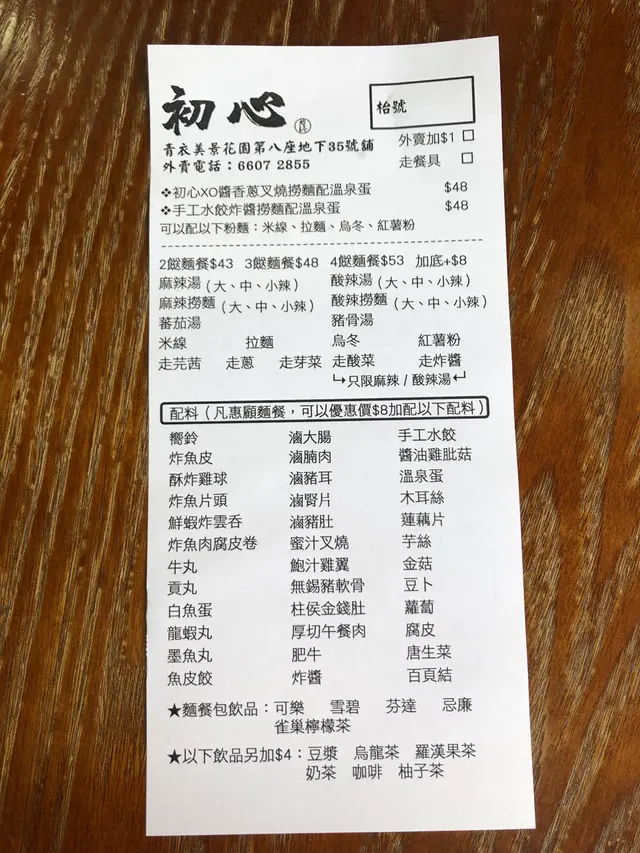 初心
枱號
青衣美景花園第八座地下35號舖
外賣加$1 □
外賣電話：6607 2855
走餐具 □
❖初心XO醬香蔥叉燒撈麵配溫泉蛋 $48
❖手工水餃炸醬撈麵配溫泉蛋 $48
可以配以下粉麵：米線、拉麵、烏冬、紅薯粉
2餸麵餐$43 3餸麵餐$48 4餸麵餐$53 加底+$8
麻辣湯（大、中、小辣） 酸辣湯（大、中、小辣）
麻辣撈麵（大、中、小辣） 酸辣撈麵（大、中、小辣）
蕃茄湯 豬骨湯
米線 拉麵 烏冬 紅薯粉
走芫茜 走蔥 走芽菜 走酸菜 走炸醬
↳只限麻辣 / 酸辣湯↲
配料（凡惠顧麵餐，可以優惠價$8加配以下配料）
嚮鈴 滷大腸 手工水餃
炸魚皮 滷腩肉 醬油雞肶菇
酥炸雞球 滷豬耳 溫泉蛋
炸魚片頭 滷腎片 木耳絲
鮮蝦炸雲吞 滷豬肚 蓮藕片
炸魚肉腐皮卷 蜜汁叉燒 芋絲
牛丸 鮑汁雞翼 金菇
貢丸 無錫豬軟骨 豆卜
白魚蛋 柱侯金錢肚 蘿蔔
龍蝦丸 厚切午餐肉 腐皮
墨魚丸 肥牛 唐生菜
魚皮餃 炸醬 百頁結
★麵餐包飲品：可樂 雪碧 芬達 忌廉
雀巢檸檬茶
★以下飲品另加$4：豆漿 烏龍茶 羅漢果茶
奶茶 咖啡 柚子茶